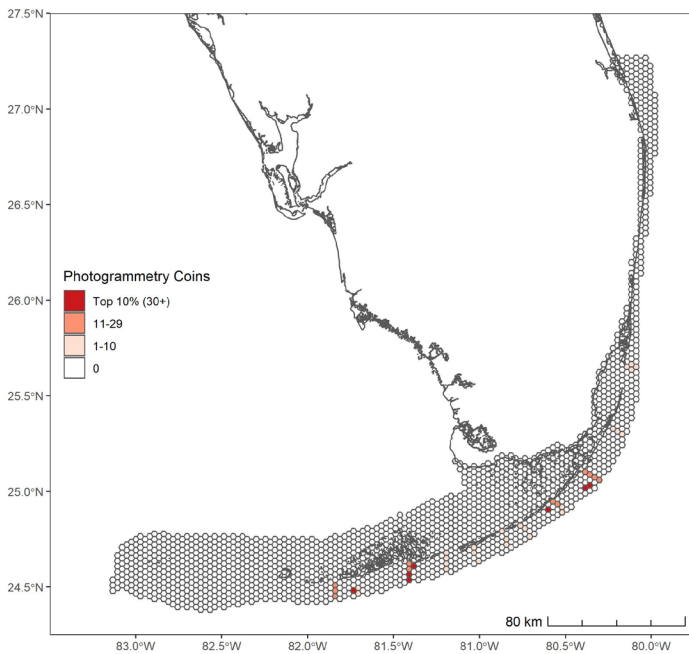 27.5°N
27.0°N
26.5°N
26.0°N
25.5°N
25.0°N
24.5°N
Photogrammetry Coins
Top 10% (30+)
11-29
1-10
0
80 km
83.0°W
82.5°W
82.0°W
81.5°W
81.0°W
80.5°W
80.0°W